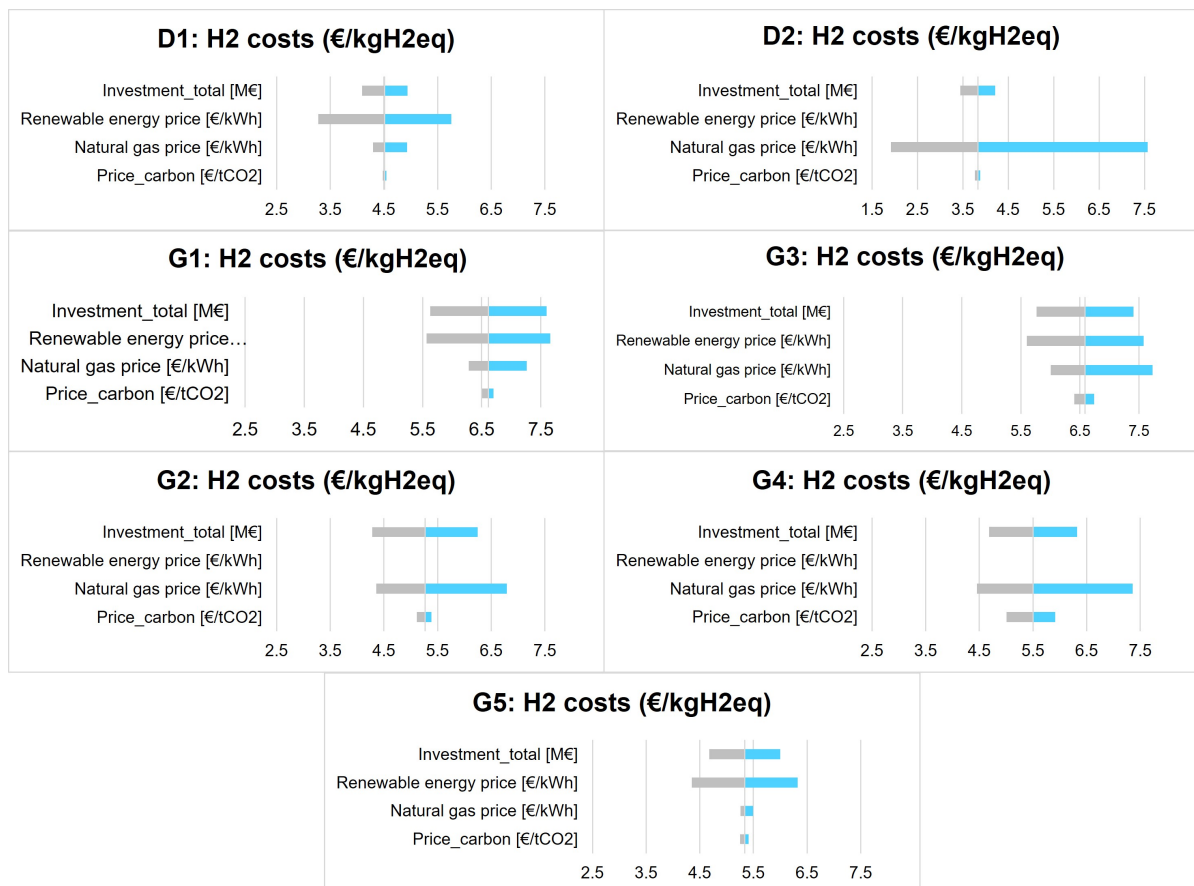 D1: H2 costs (€/kgH2eq)
Investment_total [M€]
Renewable energy price [€/kWh]
Natural gas price [€/kWh]
Price_carbon [€/tCO2]
2.5 3.5 4.5 5.5 6.5 7.5
D2: H2 costs (€/kgH2eq)
Investment_total [M€]
Renewable energy price [€/kWh]
Natural gas price [€/kWh]
Price_carbon [€/tCO2]
1.5 2.5 3.5 4.5 5.5 6.5 7.5
G1: H2 costs (€/kgH2eq)
Investment_total [M€]
Renewable energy price…
Natural gas price [€/kWh]
Price_carbon [€/tCO2]
2.5 3.5 4.5 5.5 6.5 7.5
G3: H2 costs (€/kgH2eq)
Investment_total [M€]
Renewable energy price [€/kWh]
Natural gas price [€/kWh]
Price_carbon [€/tCO2]
2.5 3.5 4.5 5.5 6.5 7.5
G2: H2 costs (€/kgH2eq)
Investment_total [M€]
Renewable energy price [€/kWh]
Natural gas price [€/kWh]
Price_carbon [€/tCO2]
2.5 3.5 4.5 5.5 6.5 7.5
G4: H2 costs (€/kgH2eq)
Investment_total [M€]
Renewable energy price [€/kWh]
Natural gas price [€/kWh]
Price_carbon [€/tCO2]
2.5 3.5 4.5 5.5 6.5 7.5
G5: H2 costs (€/kgH2eq)
Investment_total [M€]
Renewable energy price [€/kWh]
Natural gas price [€/kWh]
Price_carbon [€/tCO2]
2.5 3.5 4.5 5.5 6.5 7.5